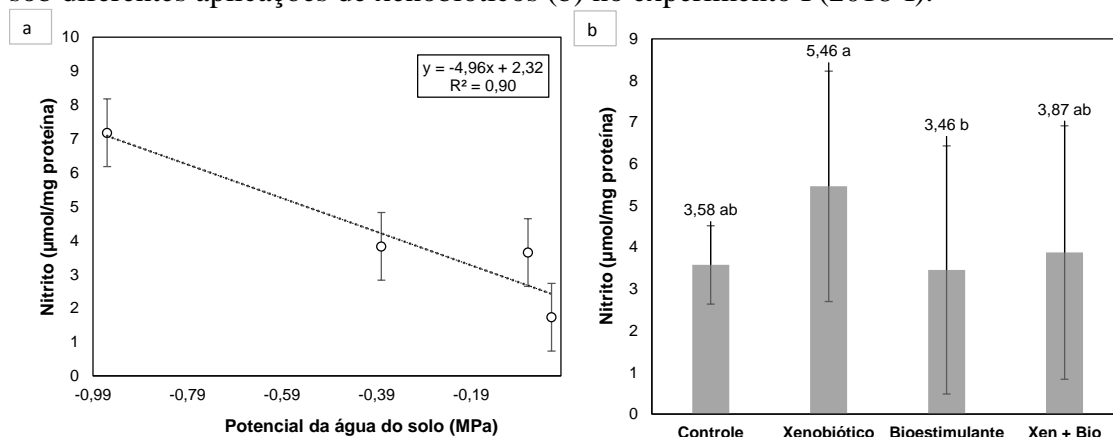 sob diferentes aplicações de xenobióticos (b) no experimento I (2018-1).
a
10
9
8
7
6
5
4
3
2
1
0
Nitrito (µmol/mg proteína)
y = -4,96x + 2,32
R² = 0,90
-0,99 -0,79 -0,59 -0,39 -0,19
Potencial da água do solo (MPa)
b
9
8
7
6
5
4
3
2
1
0
Nitrito (µmol/mg proteína)
3,58 ab
5,46 a
3,46 b
3,87 ab
Controle Xenobiótico Bioestimulante Xen + Bio